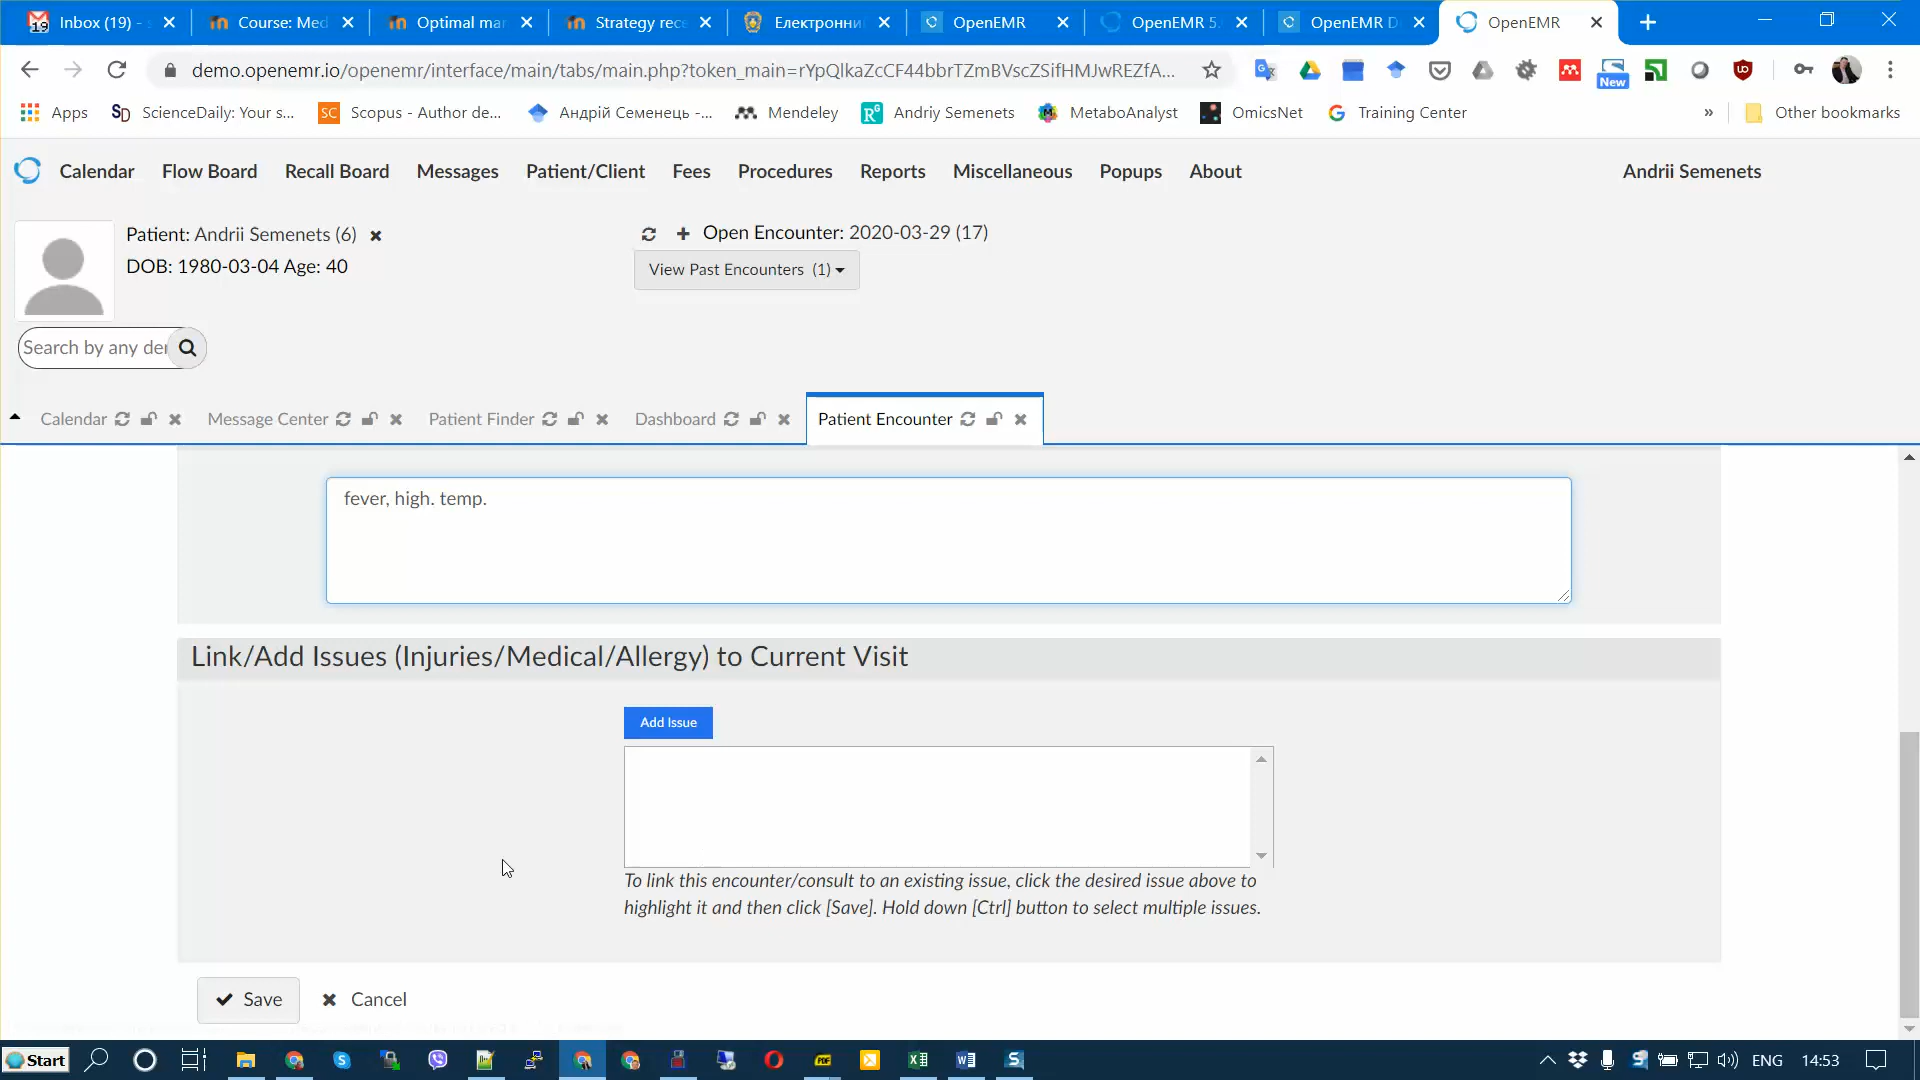 Inbox (19) - s
Course: Med
Optimal mar
Strategy rece
Електронни
OpenEMR
OpenEMR 5.
OpenEMR D
OpenEMR
demo.openemr.io/openemr/interface/main/tabs/main.php?token_main=rYpQlkaZcCF44bbrTZmBVscZSifHMJwREZfA...
New
Apps
ScienceDaily: Your s...
Scopus - Author de...
Андрій Семенець -...
Mendeley
Andriy Semenets
MetaboAnalyst
OmicsNet
Training Center
»
Other bookmarks
Calendar Flow Board Recall Board Messages Patient/Client Fees Procedures Reports Miscellaneous Popups About Andrii Semenets
Patient: Andrii Semenets (6)
Open Encounter: 2020-03-29 (17)
DOB: 1980-03-04 Age: 40
View Past Encounters (1)
Search by any der
Calendar
Message Center
Patient Finder
Dashboard
Patient Encounter
fever, high. temp.
Link/Add Issues (Injuries/Medical/Allergy) to Current Visit
Add Issue
To link this encounter/consult to an existing issue, click the desired issue above to
highlight it and then click [Save]. Hold down [Ctrl] button to select multiple issues.
Save
Cancel
Start
ENG
14:53